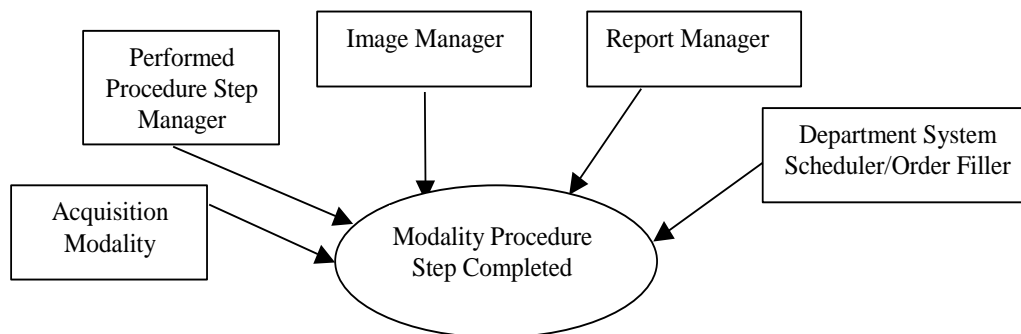 Performed
Procedure Step
Manager
Image Manager
Report Manager
Department System
Scheduler/Order Filler
Acquisition
Modality
Modality Procedure
Step Completed